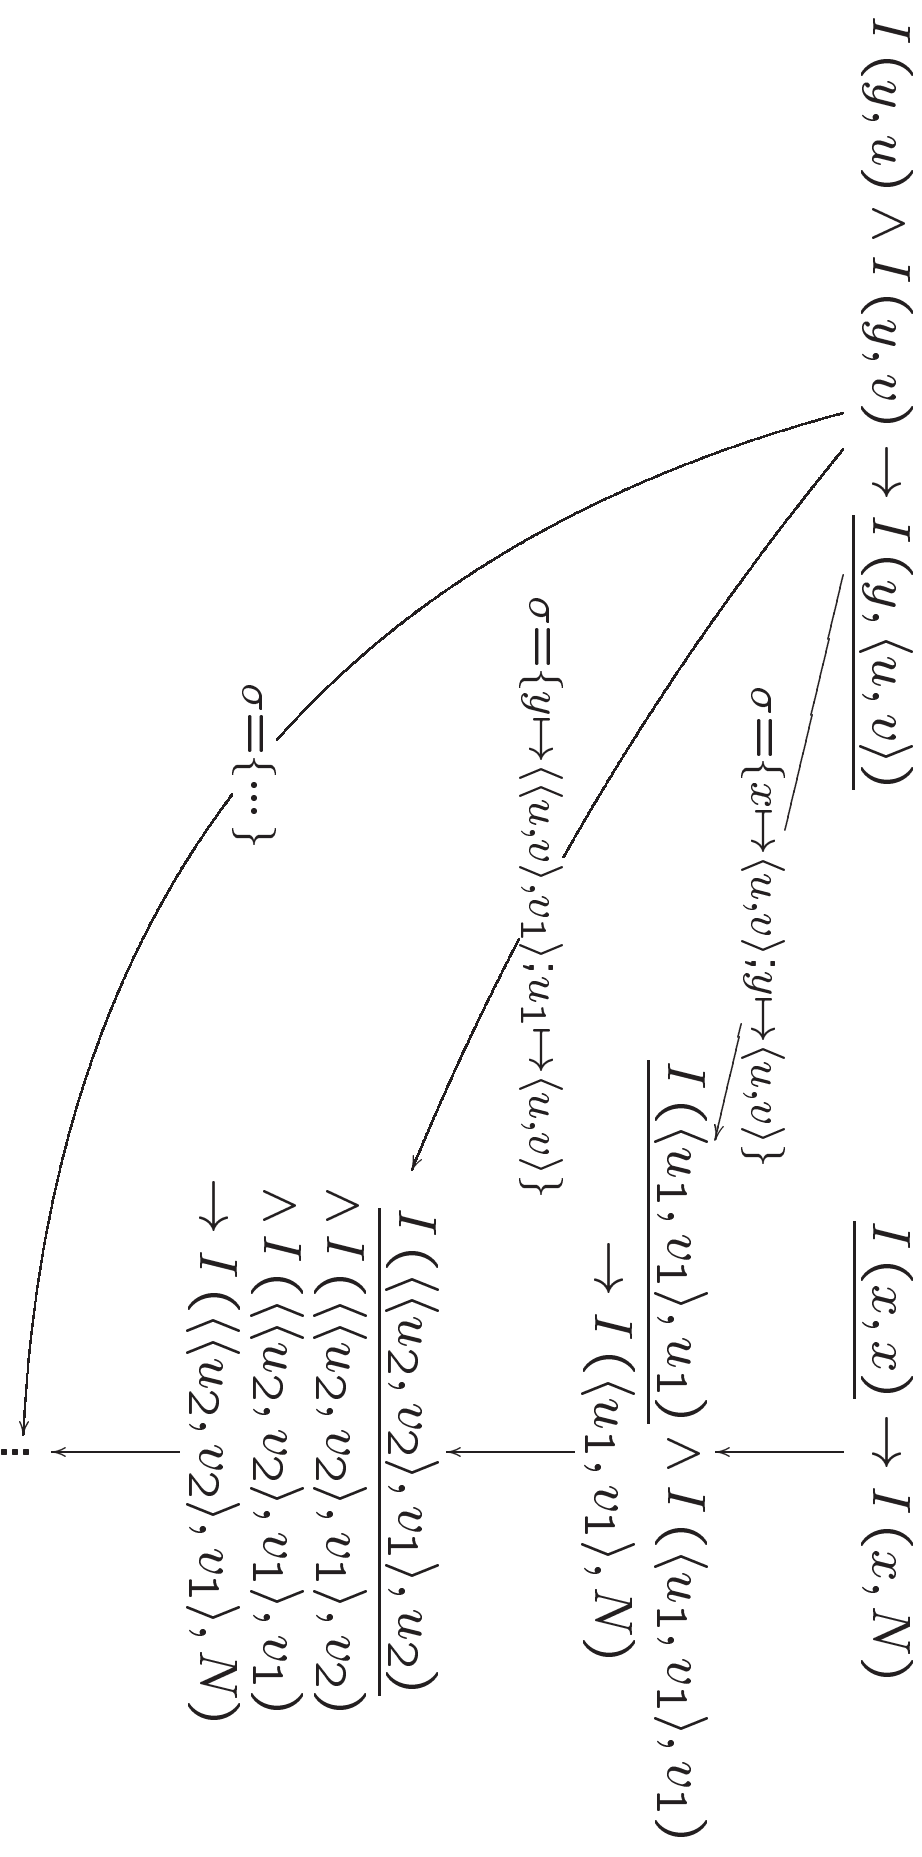 I (y, u) ∧ I (y, v) → I (y, ⟨u, v⟩)
I (x, x) → I (x, N)
σ={x↦⟨u,v⟩;y↦⟨u,v⟩}
I (⟨u₁, v₁⟩, u₁) ∧ I (⟨u₁, v₁⟩, v₁)
→ I (⟨u₁, v₁⟩, N)
σ={y↦⟨⟨u,v⟩,v₁⟩;u₁↦⟨u,v⟩}
I (⟨⟨u₂, v₂⟩, v₁⟩, u₂)
∧ I (⟨⟨u₂, v₂⟩, v₁⟩, v₂)
∧ I (⟨⟨u₂, v₂⟩, v₁⟩, v₁)
→ I (⟨⟨u₂, v₂⟩, v₁⟩, N)
σ={...}
...